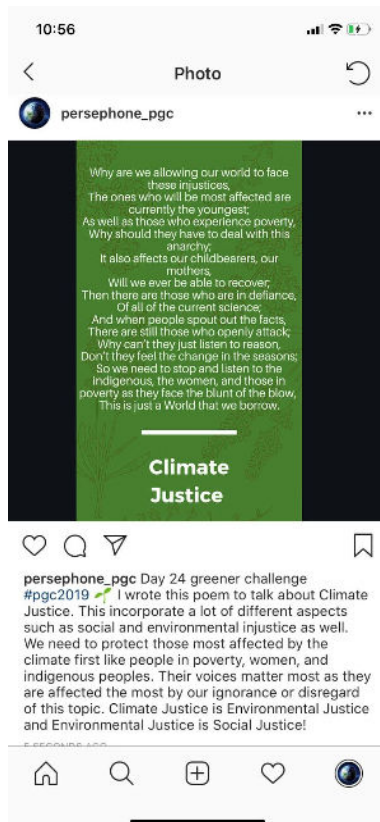 10:56
Photo
persephone_pgc
Why are we allowing our world to face
these injustices,
The ones who will be most affected are
currently the youngest;
As well as those who experience poverty,
Why should they have to deal with this
anarchy;
It also affects our childbearers, our
mothers,
Will we ever be able to recover;
Then there are those who are in defiance,
Of all of the current science;
And when people spout out the facts,
There are still those who openly attack;
Why can't they just listen to reason,
Don't they feel the change in the seasons;
So we need to stop and listen to the
indigenous, the women, and those in
poverty as they face the blunt of the blow,
This is just a World that we borrow.
Climate
Justice
persephone_pgc Day 24 greener challenge
#pgc2019 🌱 I wrote this poem to talk about Climate
Justice. This incorporate a lot of different aspects
such as social and environmental injustice as well.
We need to protect those most affected by the
climate first like people in poverty, women, and
indigenous peoples. Their voices matter most as they
are affected the most by our ignorance or disregard
of this topic. Climate Justice is Environmental Justice
and Environmental Justice is Social Justice!
5 SECONDS AGO